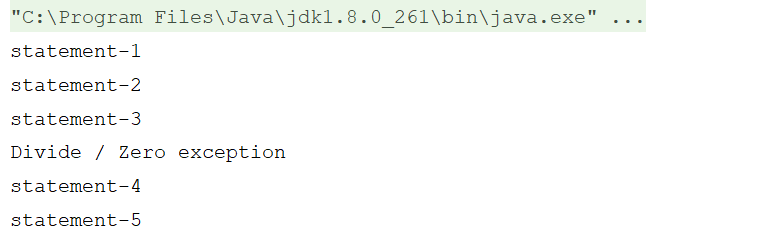 "C:\Program Files\Java\jdk1.8.0_261\bin\java.exe" ...
statement-1
statement-2
statement-3
Divide / Zero exception
statement-4
statement-5